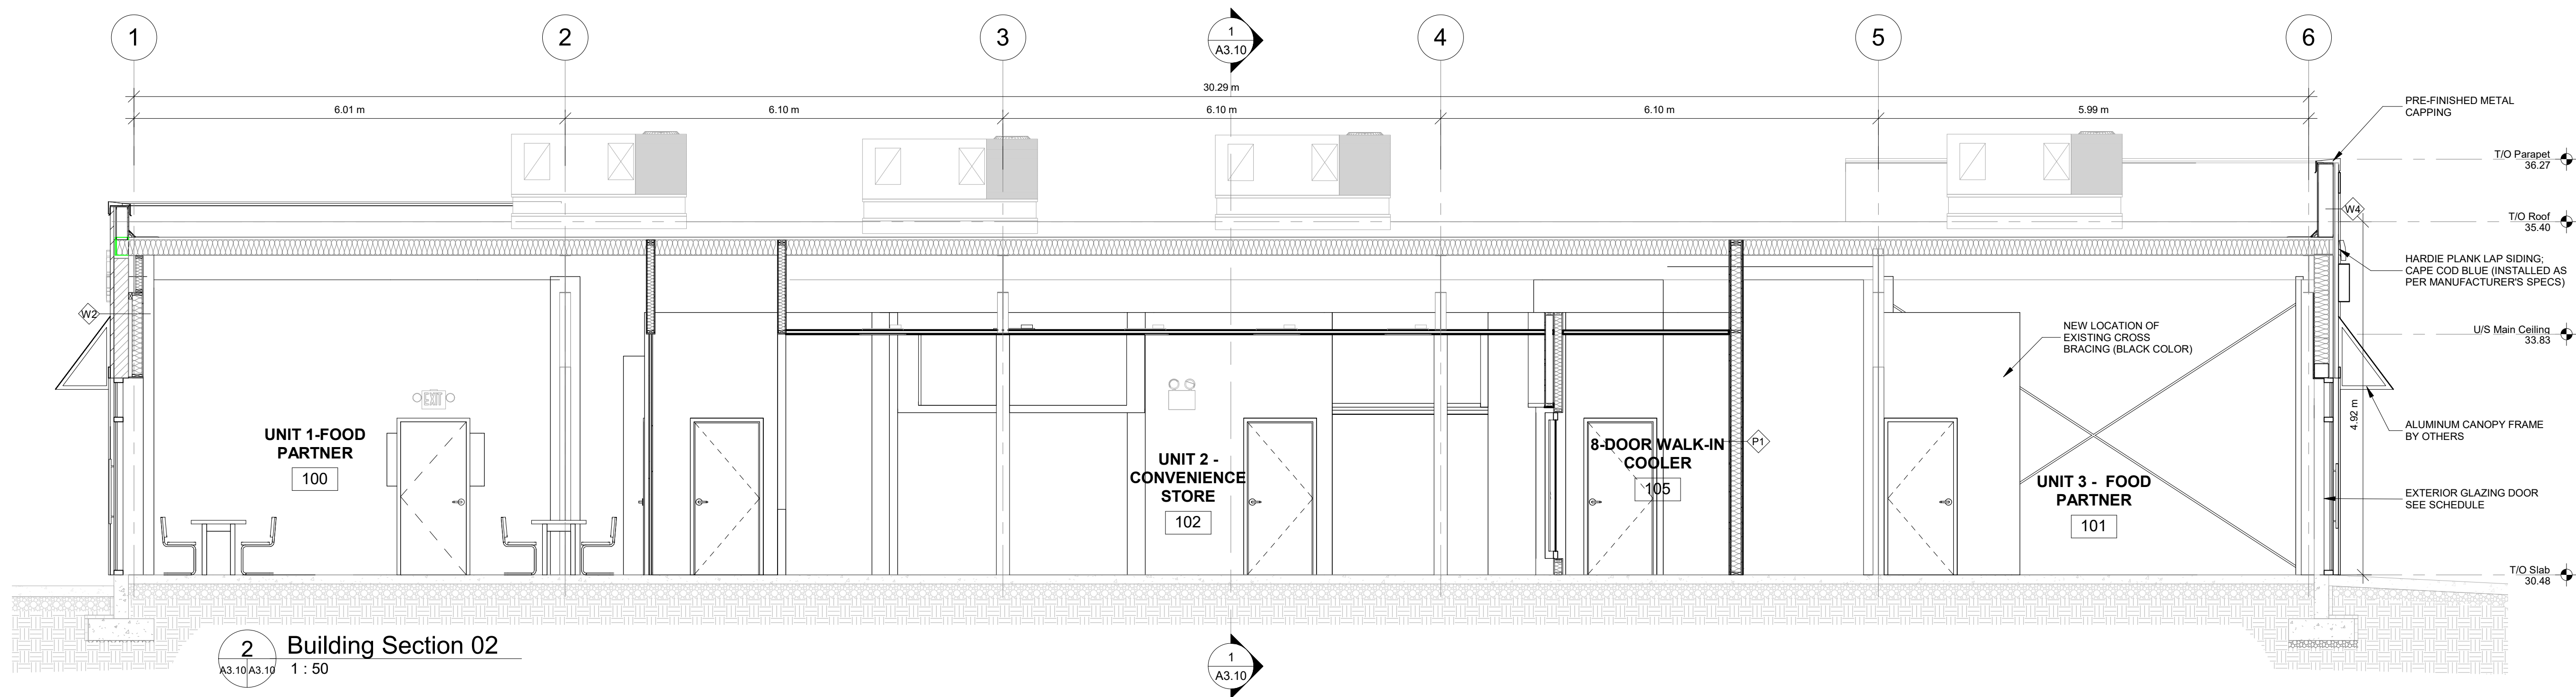 1
2
3
1
A3.10
4
5
6
30.29 m
6.01 m
6.10 m
6.10 m
6.10 m
5.99 m
PRE-FINISHED METAL
CAPPING
T/O Parapet
36.27
W4
T/O Roof
35.40
HARDIE PLANK LAP SIDING;
CAPE COD BLUE (INSTALLED AS
PER MANUFACTURER'S SPECS)
W2
NEW LOCATION OF
EXISTING CROSS
BRACING (BLACK COLOR)
U/S Main Ceiling
33.83
EXIT
4.92 m
ALUMINUM CANOPY FRAME
BY OTHERS
UNIT 1-FOOD
PARTNER
100
UNIT 2 -
CONVENIENCE
STORE
102
8-DOOR WALK-IN
COOLER
105
P1
UNIT 3 - FOOD
PARTNER
101
EXTERIOR GLAZING DOOR
SEE SCHEDULE
T/O Slab
30.48
2
A3.10 A3.10
Building Section 02
1 : 50
1
A3.10